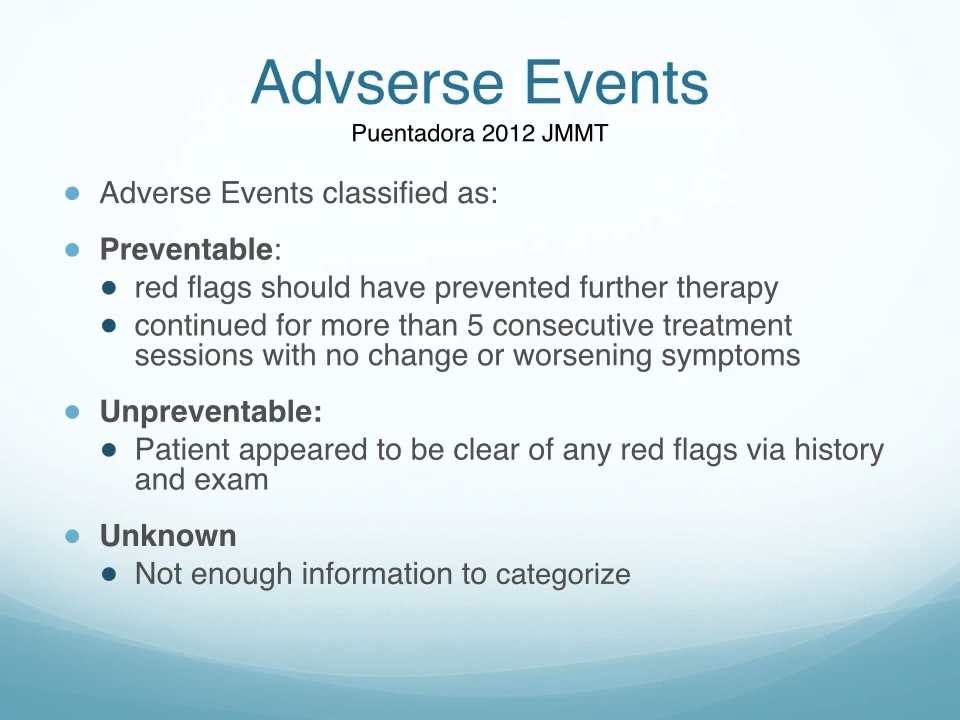 Advserse Events
Puentadora 2012 JMMT
Adverse Events classified as:
Preventable:
red flags should have prevented further therapy
continued for more than 5 consecutive treatment
sessions with no change or worsening symptoms
Unpreventable:
Patient appeared to be clear of any red flags via history
and exam
Unknown
Not enough information to categorize